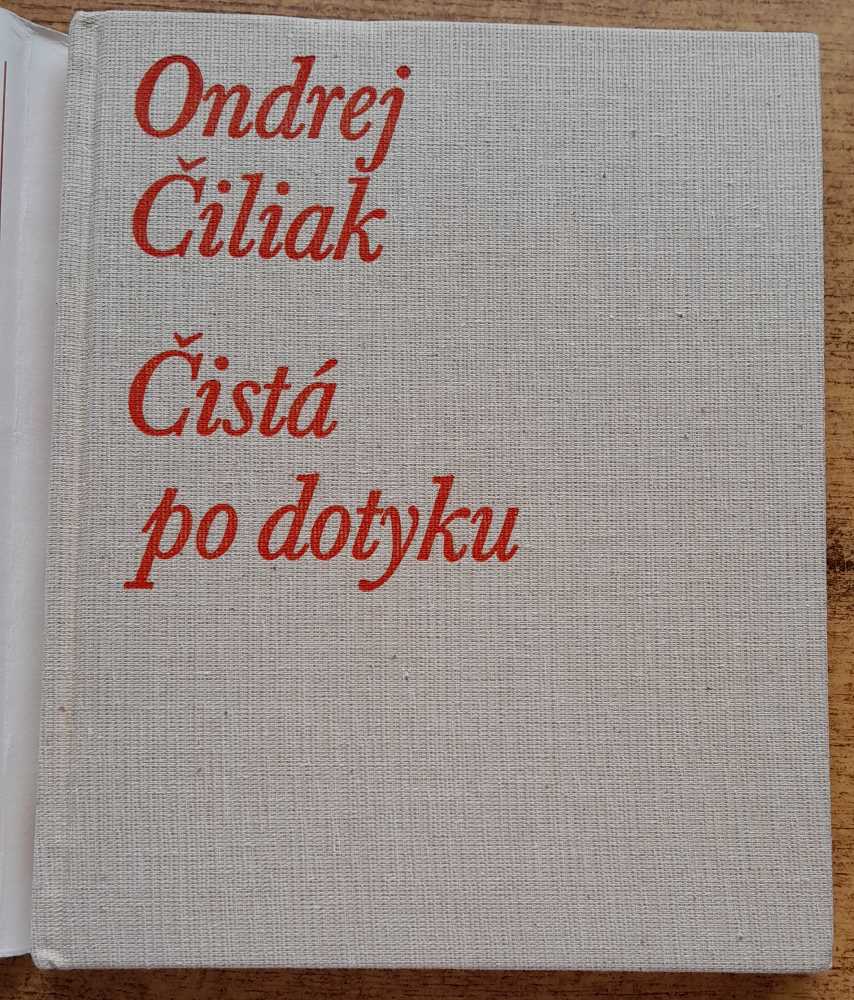 Ondrej
Čiliak
Čistá
po dotyku